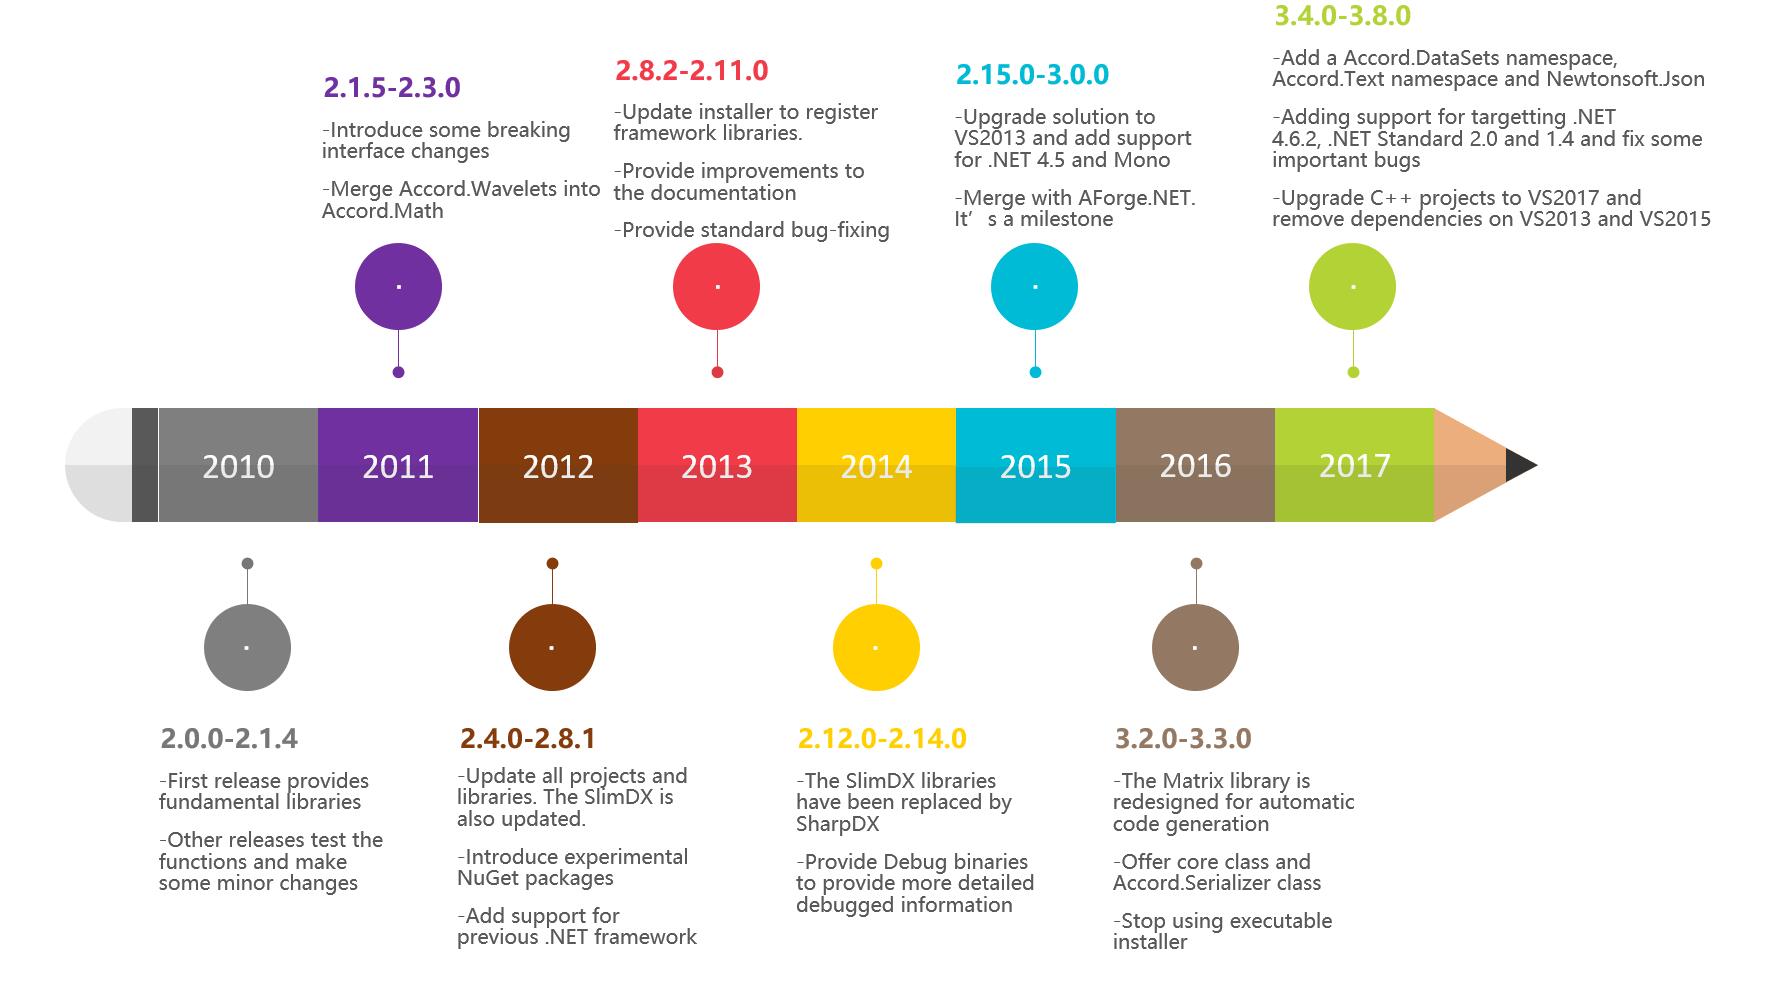 3.4.0-3.8.0
-Add a Accord.DataSets namespace,
Accord.Text namespace and Newtonsoft.Json
-Adding support for targetting .NET
4.6.2, .NET Standard 2.0 and 1.4 and fix some
important bugs
-Upgrade C++ projects to VS2017 and
remove dependencies on VS2013 and VS2015
2.1.5-2.3.0
-Introduce some breaking
interface changes
-Merge Accord.Wavelets into
Accord.Math
2.8.2-2.11.0
-Update installer to register
framework libraries.
-Provide improvements to
the documentation
-Provide standard bug-fixing
2.15.0-3.0.0
-Upgrade solution to
VS2013 and add support
for .NET 4.5 and Mono
-Merge with AForge.NET.
It’s a milestone
2010
2011
2012
2013
2014
2015
2016
2017
2.0.0-2.1.4
-First release provides
fundamental libraries
-Other releases test the
functions and make
some minor changes
2.4.0-2.8.1
-Update all projects and
libraries. The SlimDX is
also updated.
-Introduce experimental
NuGet packages
-Add support for
previous .NET framework
2.12.0-2.14.0
-The SlimDX libraries
have been replaced by
SharpDX
-Provide Debug binaries
to provide more detailed
debugged information
3.2.0-3.3.0
-The Matrix library is
redesigned for automatic
code generation
-Offer core class and
Accord.Serializer class
-Stop using executable
installer